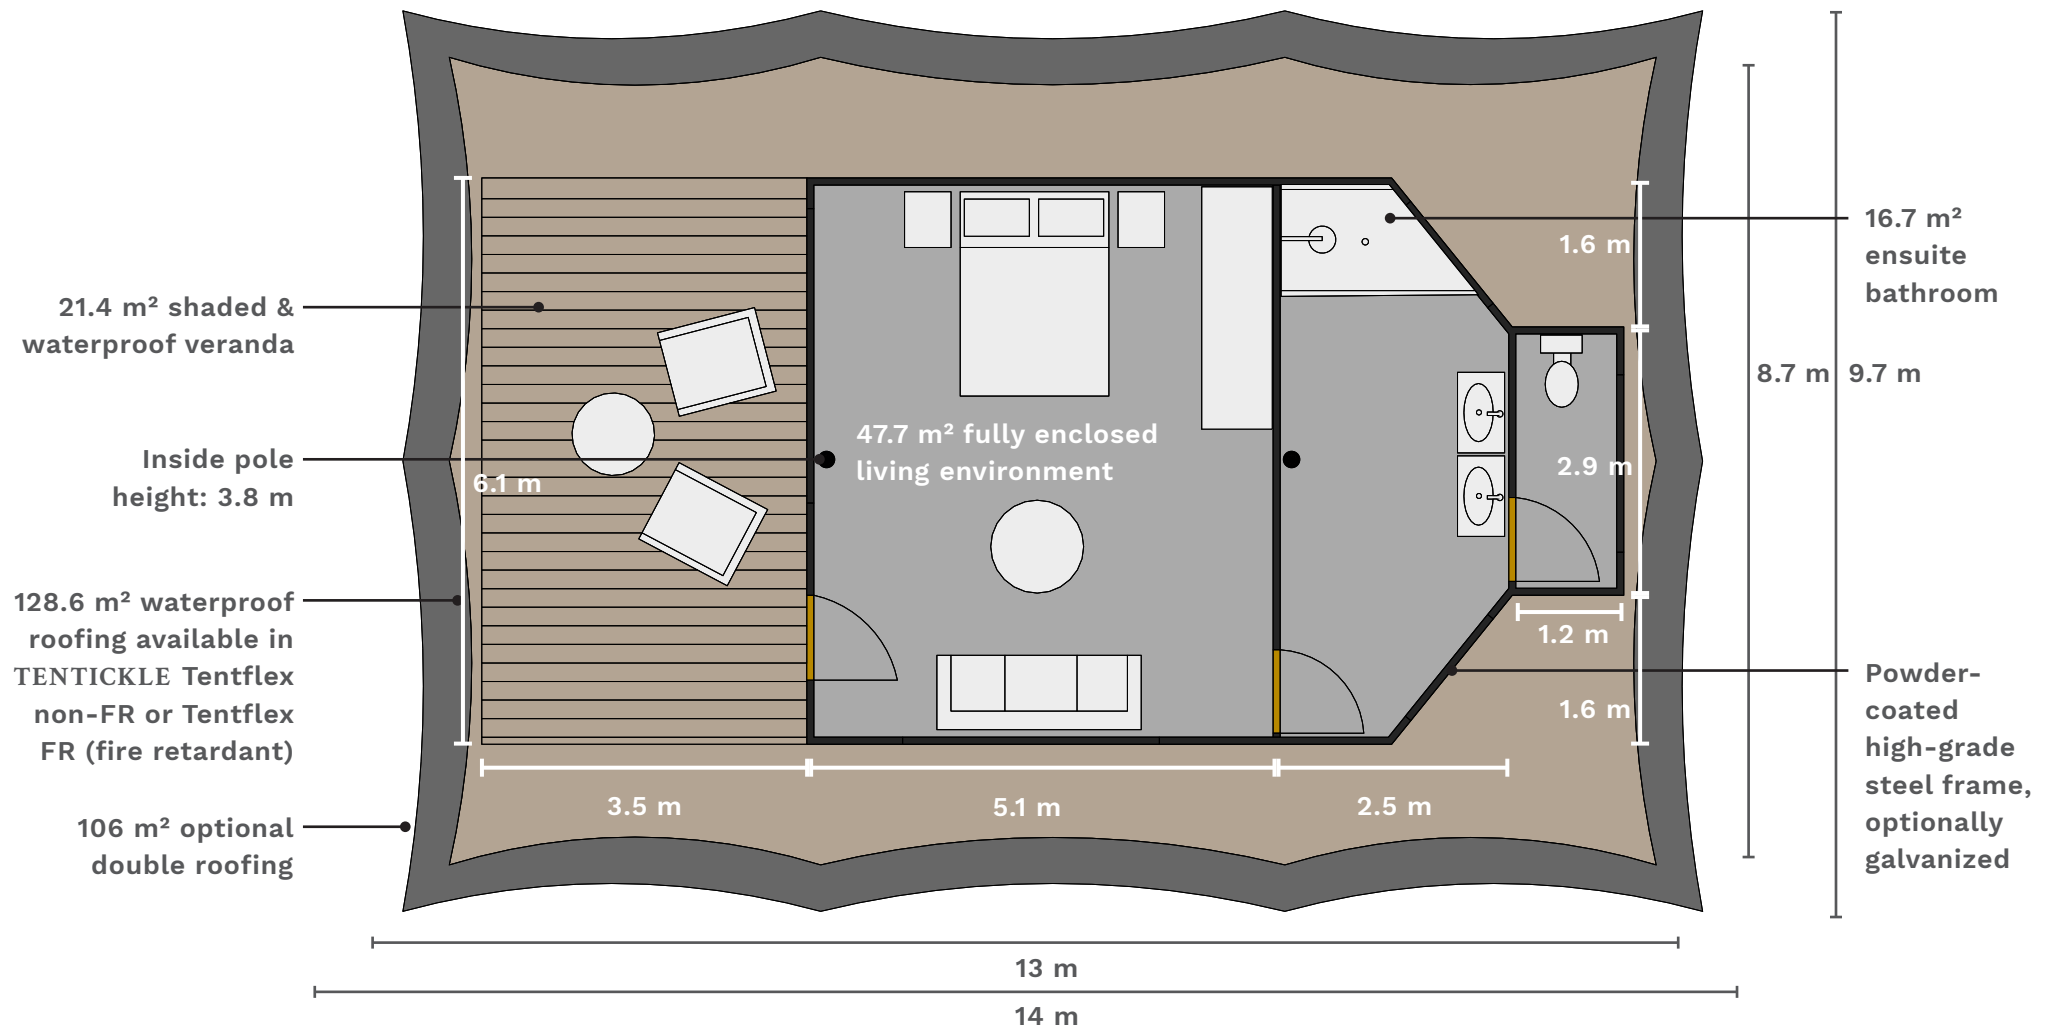 21.4 m² shaded &
waterproof veranda
Inside pole
height: 3.8 m
128.6 m² waterproof
roofing available in
TENTICKLE Tentflex
non-FR or Tentflex
FR (fire retardant)
106 m² optional
double roofing
6.1 m
47.7 m² fully enclosed
living environment
3.5 m
5.1 m
2.5 m
1.6 m
2.9 m
1.2 m
1.6 m
8.7 m
9.7 m
16.7 m²
ensuite
bathroom
Powder-
coated
high-grade
steel frame,
optionally
galvanized
13 m
14 m